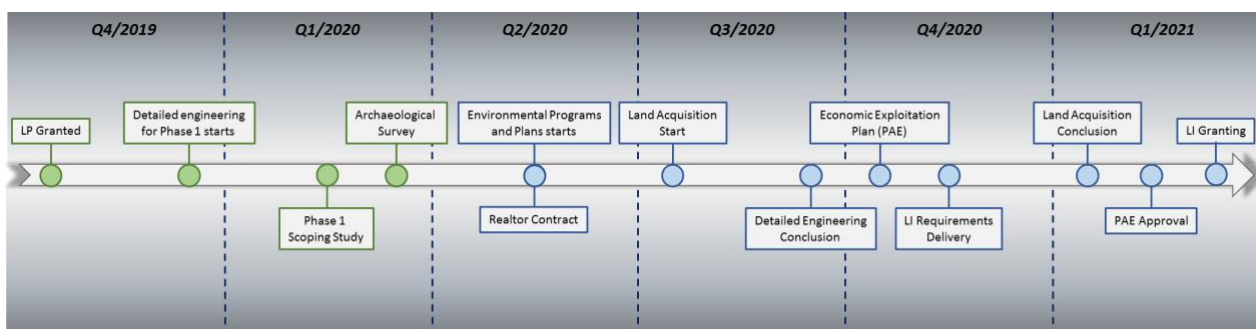 Q4/2019
Q1/2020
Q2/2020
Q3/2020
Q4/2020
Q1/2021
LP Granted
Detailed engineering
for Phase 1 starts
Archaeological
Survey
Environmental Programs
and Plans starts
Land Acquisition
Start
Economic Exploitation
Plan (PAE)
Land Acquisition
Conclusion
LI Granting
Phase 1
Scoping Study
Realtor Contract
Detailed Engineering
Conclusion
LI Requirements
Delivery
PAE Approval